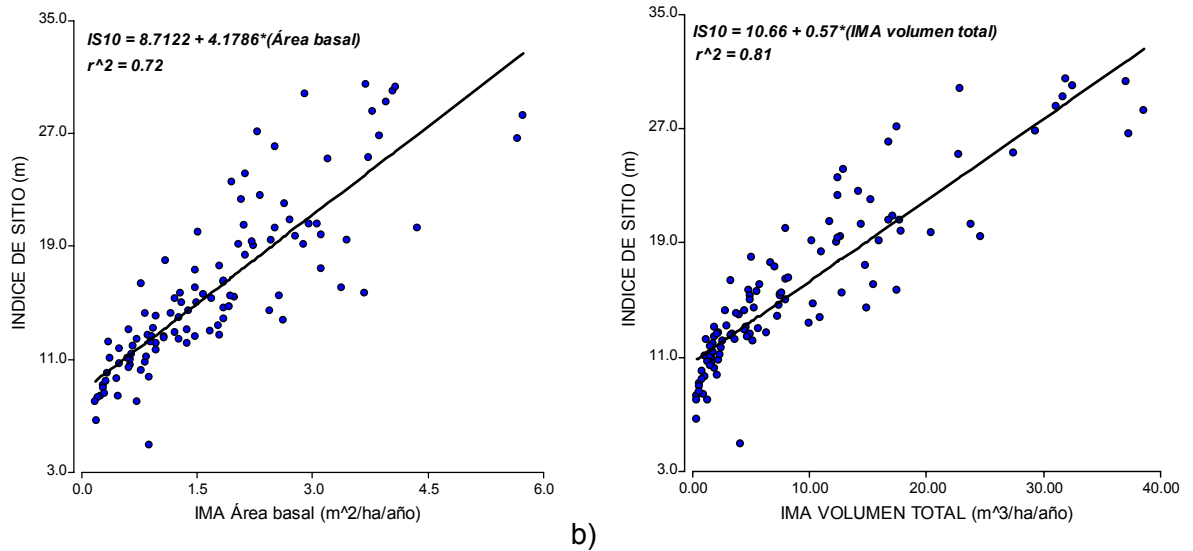 IS10 = 8.7122 + 4.1786*(Área basal)
r^2 = 0.72
35.0
27.0
19.0
11.0
3.0
INDICE DE SITIO (m)
0.0 1.5 3.0 4.5 6.0
IMA Área basal (m^2/ha/año)
b)
IS10 = 10.66 + 0.57*(IMA volumen total)
r^2 = 0.81
35.0
27.0
19.0
11.0
3.0
INDICE DE SITIO (m)
0.00 10.00 20.00 30.00 40.00
IMA VOLUMEN TOTAL (m^3/ha/año)